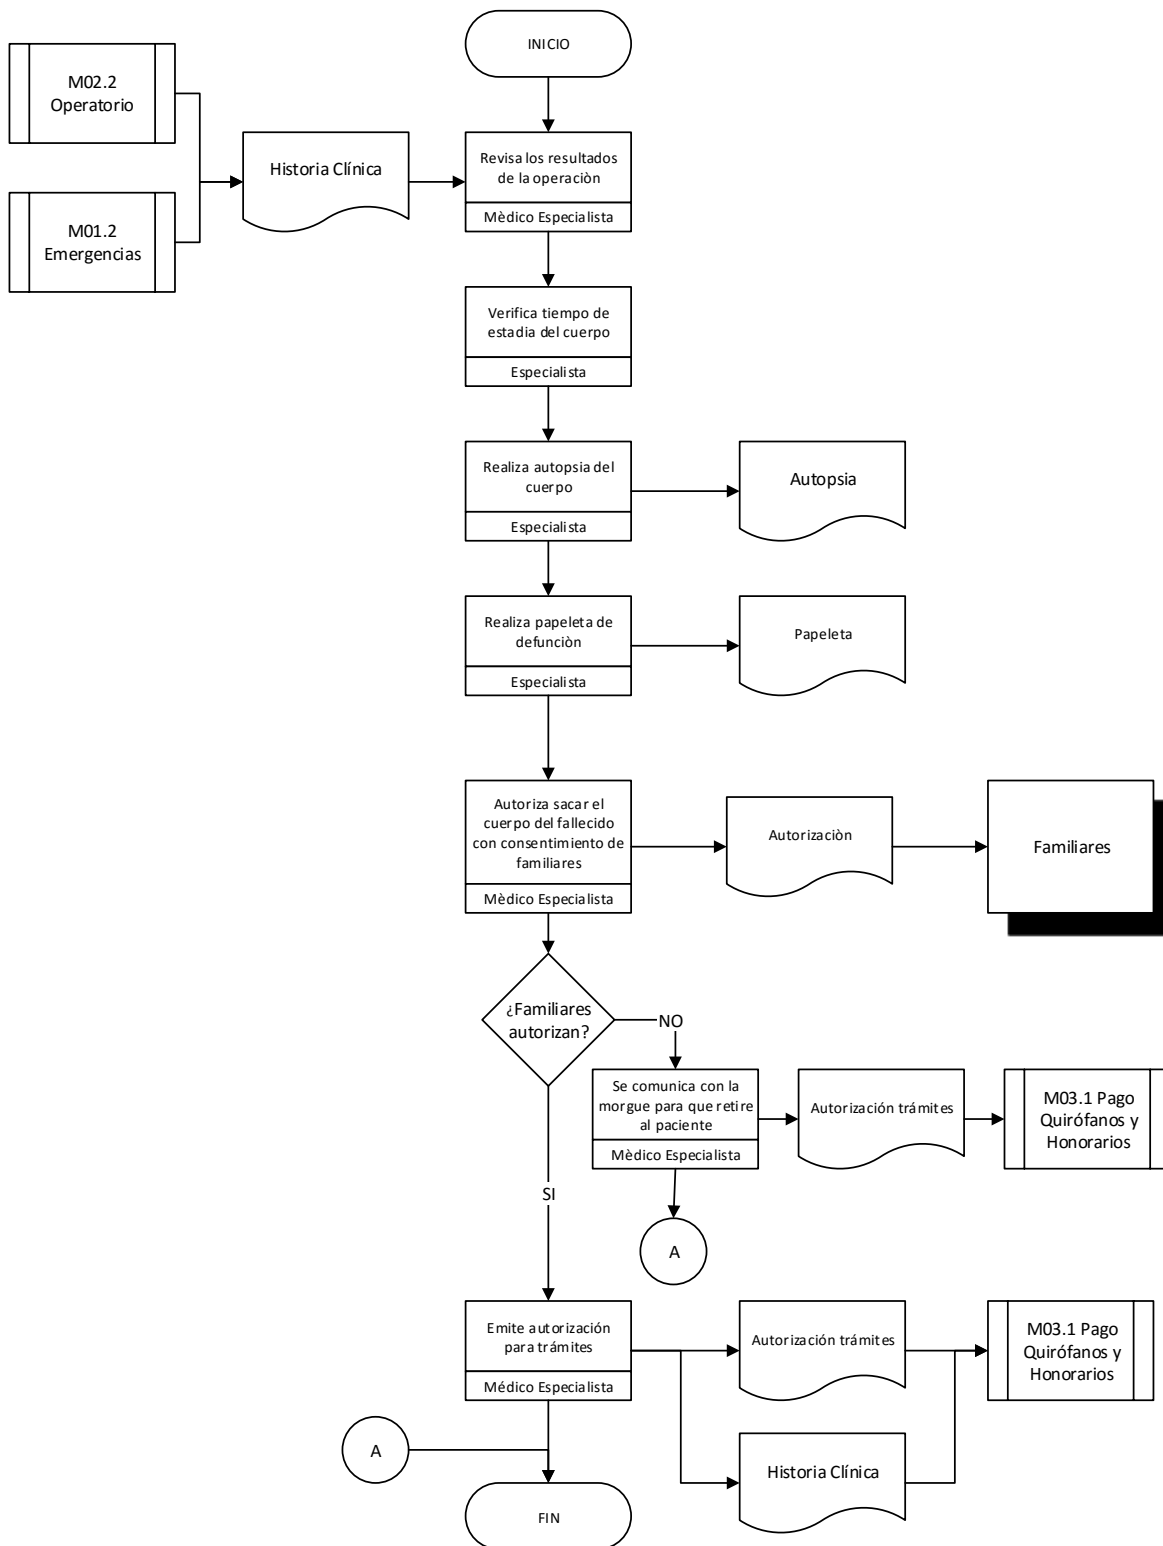 INICIO
M02.2
Operatorio
Historia Clínica
Revisa los resultados
de la operaciòn
Mèdico Especialista
M01.2
Emergencias
Verifica tiempo de
estadia del cuerpo
Especialista
Realiza autopsia del
cuerpo
Especialista
Autopsia
Realiza papeleta de
defunciòn
Especialista
Papeleta
Autoriza sacar el
cuerpo del fallecido
con consentimiento de
familiares
Mèdico Especialista
Autorizaciòn
Familiares
¿Familiares
autorizan?
NO
Se comunica con la
morgue para que retire
al paciente
Mèdico Especialista
Autorización trámites
M03.1 Pago
Quirófanos y
Honorarios
SI
A
Emite autorización
para trámites
Médico Especialista
Autorización trámites
M03.1 Pago
Quirófanos y
Honorarios
A
Historia Clínica
FIN